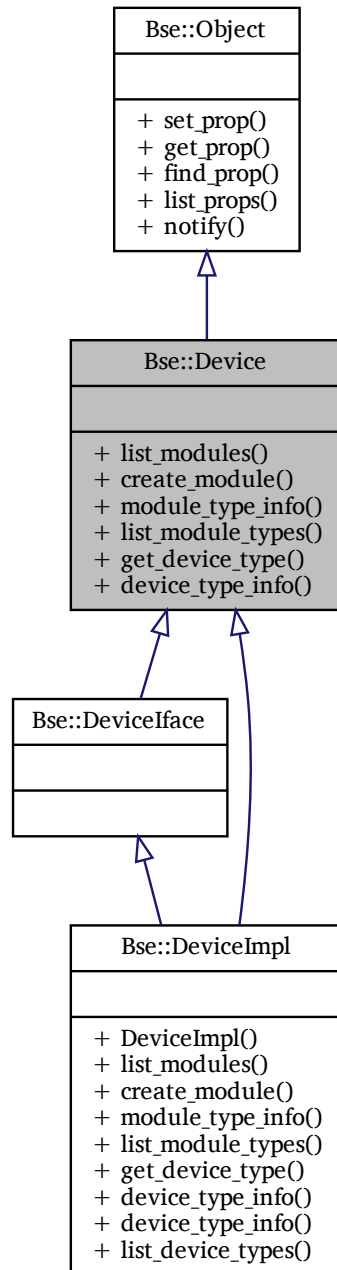 Bse::Object
+ set_prop()
+ get_prop()
+ find_prop()
+ list_props()
+ notify()
Bse::Device
+ list_modules()
+ create_module()
+ module_type_info()
+ list_module_types()
+ get_device_type()
+ device_type_info()
Bse::DeviceIface
Bse::DeviceImpl
+ DeviceImpl()
+ list_modules()
+ create_module()
+ module_type_info()
+ list_module_types()
+ get_device_type()
+ device_type_info()
+ device_type_info()
+ list_device_types()